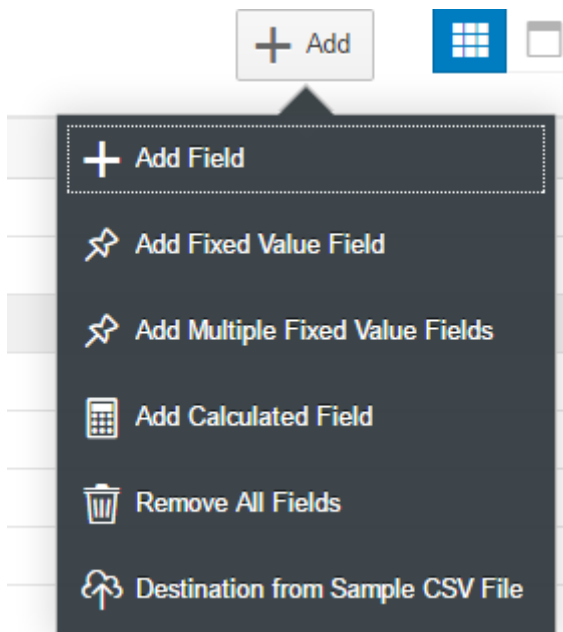 Add
Add Field
Add Fixed Value Field
Add Multiple Fixed Value Fields
Add Calculated Field
Remove All Fields
Destination from Sample CSV File